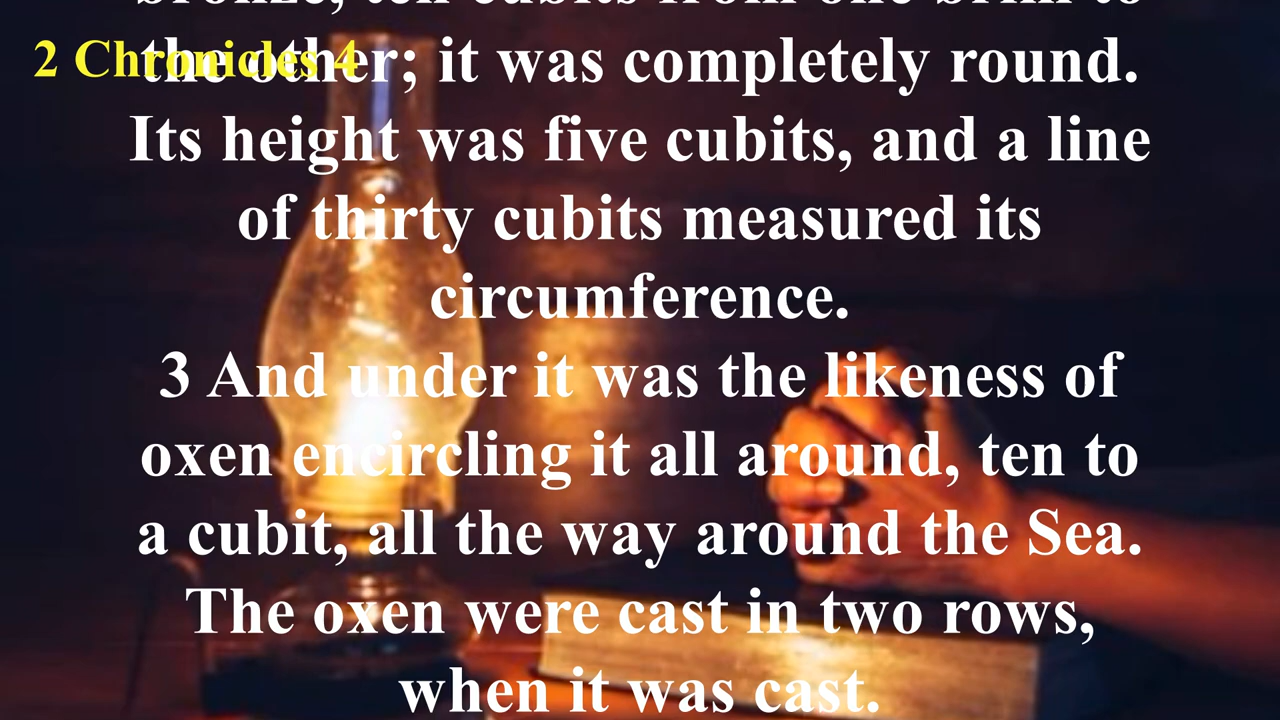 bronze, ten cubits from one brim to
2 Chronicles 4
the other; it was completely round.
Its height was five cubits, and a line
of thirty cubits measured its
circumference.
3 And under it was the likeness of
oxen encircling it all around, ten to
a cubit, all the way around the Sea.
The oxen were cast in two rows,
when it was cast.